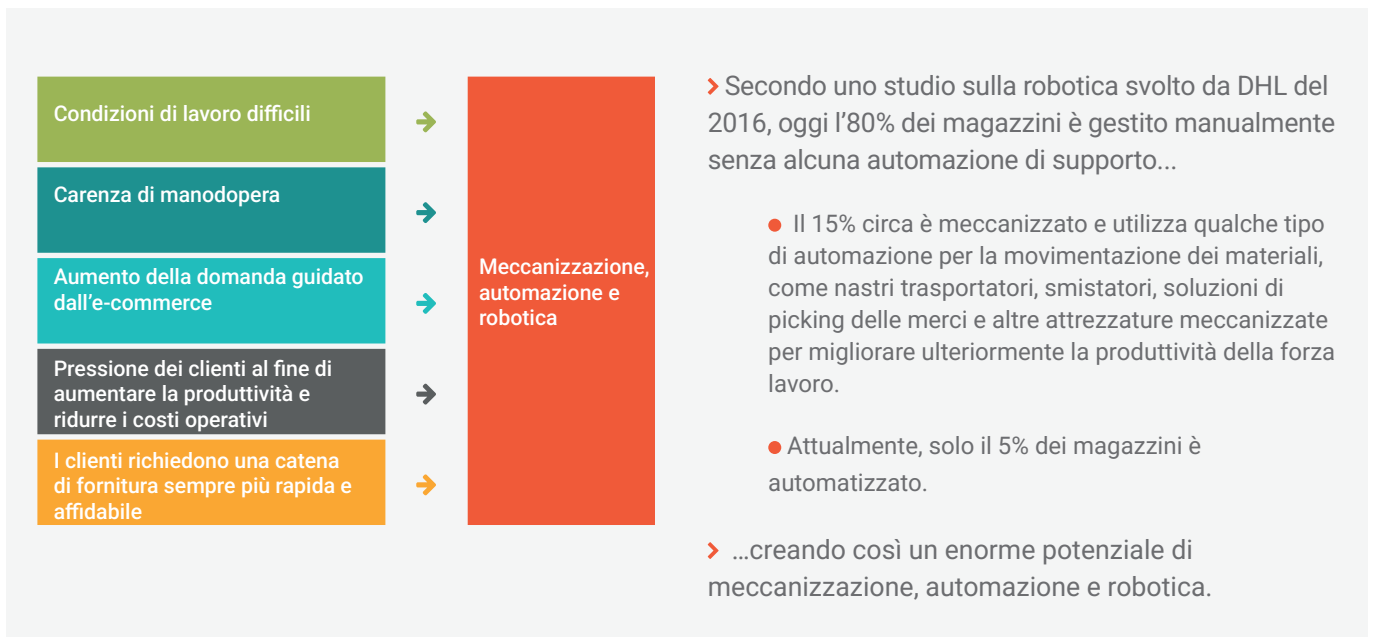 Condizioni di lavoro difficili
Carenza di manodopera
Aumento della domanda guidato
dall'e-commerce
Pressione dei clienti al fine di
aumentare la produttività e
ridurre i costi operativi
I clienti richiedono una catena
di fornitura sempre più rapida e
affidabile
Meccanizzazione,
automazione e
robotica
Secondo uno studio sulla robotica svolto da DHL del
2016, oggi l'80% dei magazzini è gestito manualmente
senza alcuna automazione di supporto...
Il 15% circa è meccanizzato e utilizza qualche tipo
di automazione per la movimentazione dei materiali,
come nastri trasportatori, smistatori, soluzioni di
picking delle merci e altre attrezzature meccanizzate
per migliorare ulteriormente la produttività della forza
lavoro.
Attualmente, solo il 5% dei magazzini è
automatizzato.
...creando così un enorme potenziale di
meccanizzazione, automazione e robotica.